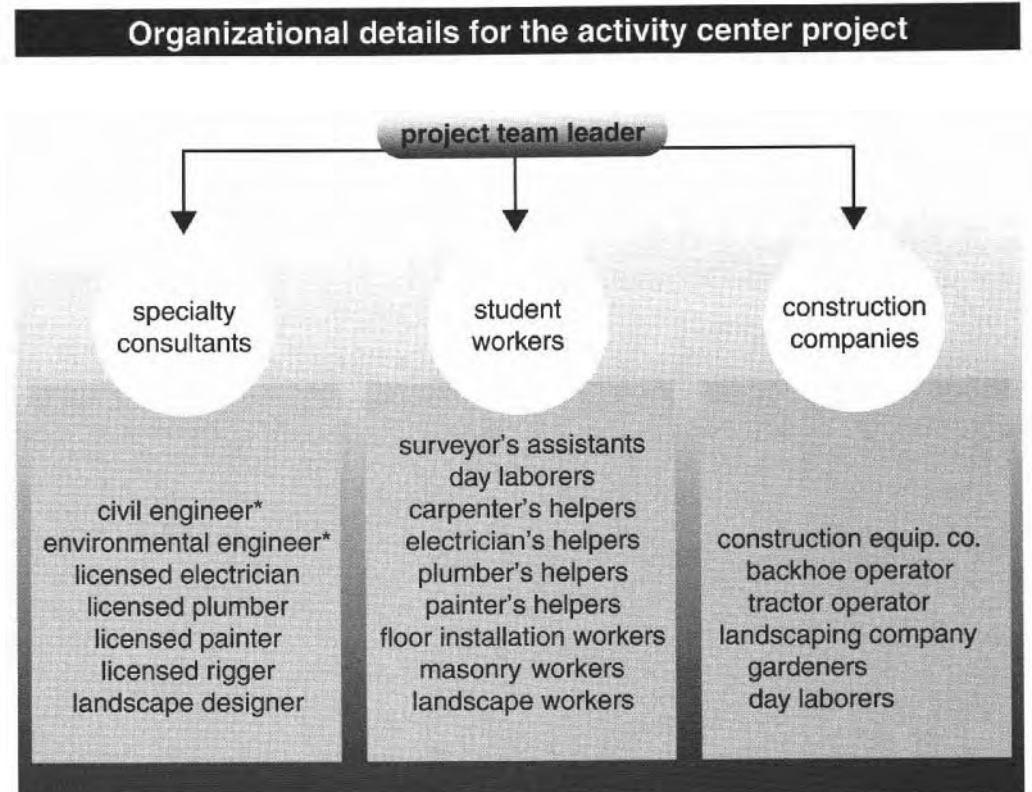 Organizational details for the activity center project
project team leader
specialty
consultants
civil engineer*
environmental engineer*
licensed electrician
licensed plumber
licensed painter
licensed rigger
landscape designer
student
workers
surveyor's assistants
day laborers
carpenter's helpers
electrician's helpers
plumber's helpers
painter's helpers
floor installation workers
masonry workers
landscape workers
construction
companies
construction equip. co.
backhoe operator
tractor operator
landscaping company
gardeners
day laborers